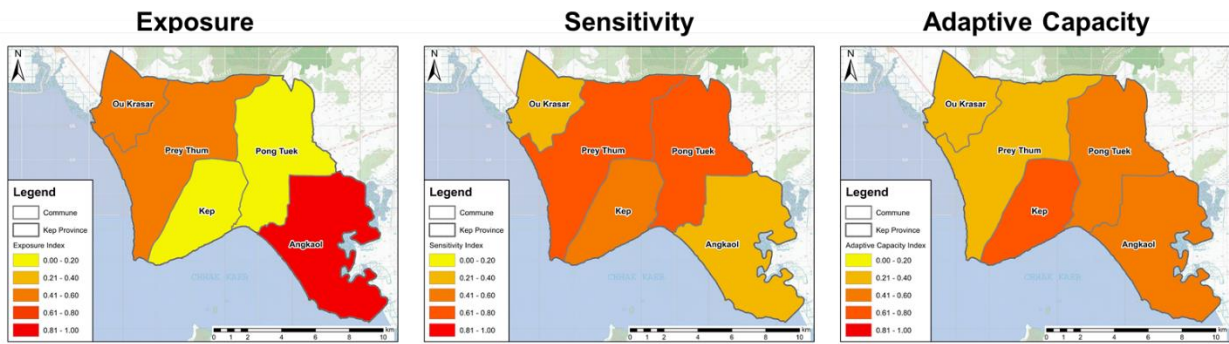 Exposure
N
Ou Krasar
Prey Thum
Pong Tuek
Kep
Angkaol
Legend
Commune
Kep Province
Exposure Index
0.00 - 0.20
0.21 - 0.40
0.41 - 0.60
0.61 - 0.80
0.81 - 1.00
km
0 1 2 4 6 8 10
Sensitivity
N
Ou Krasar
Prey Thum
Pong Tuek
Kep
Angkaol
Legend
Commune
Kep Province
Sensitivity Index
0.00 - 0.20
0.21 - 0.40
0.41 - 0.60
0.61 - 0.80
0.81 - 1.00
km
0 1 2 4 6 8 10
Adaptive Capacity
N
Ou Krasar
Prey Thum
Pong Tuek
Kep
Angkaol
Legend
Commune
Kep Province
Adaptive Capacity Index
0.00 - 0.20
0.21 - 0.40
0.41 - 0.60
0.61 - 0.80
0.81 - 1.00
km
0 1 2 4 6 8 10